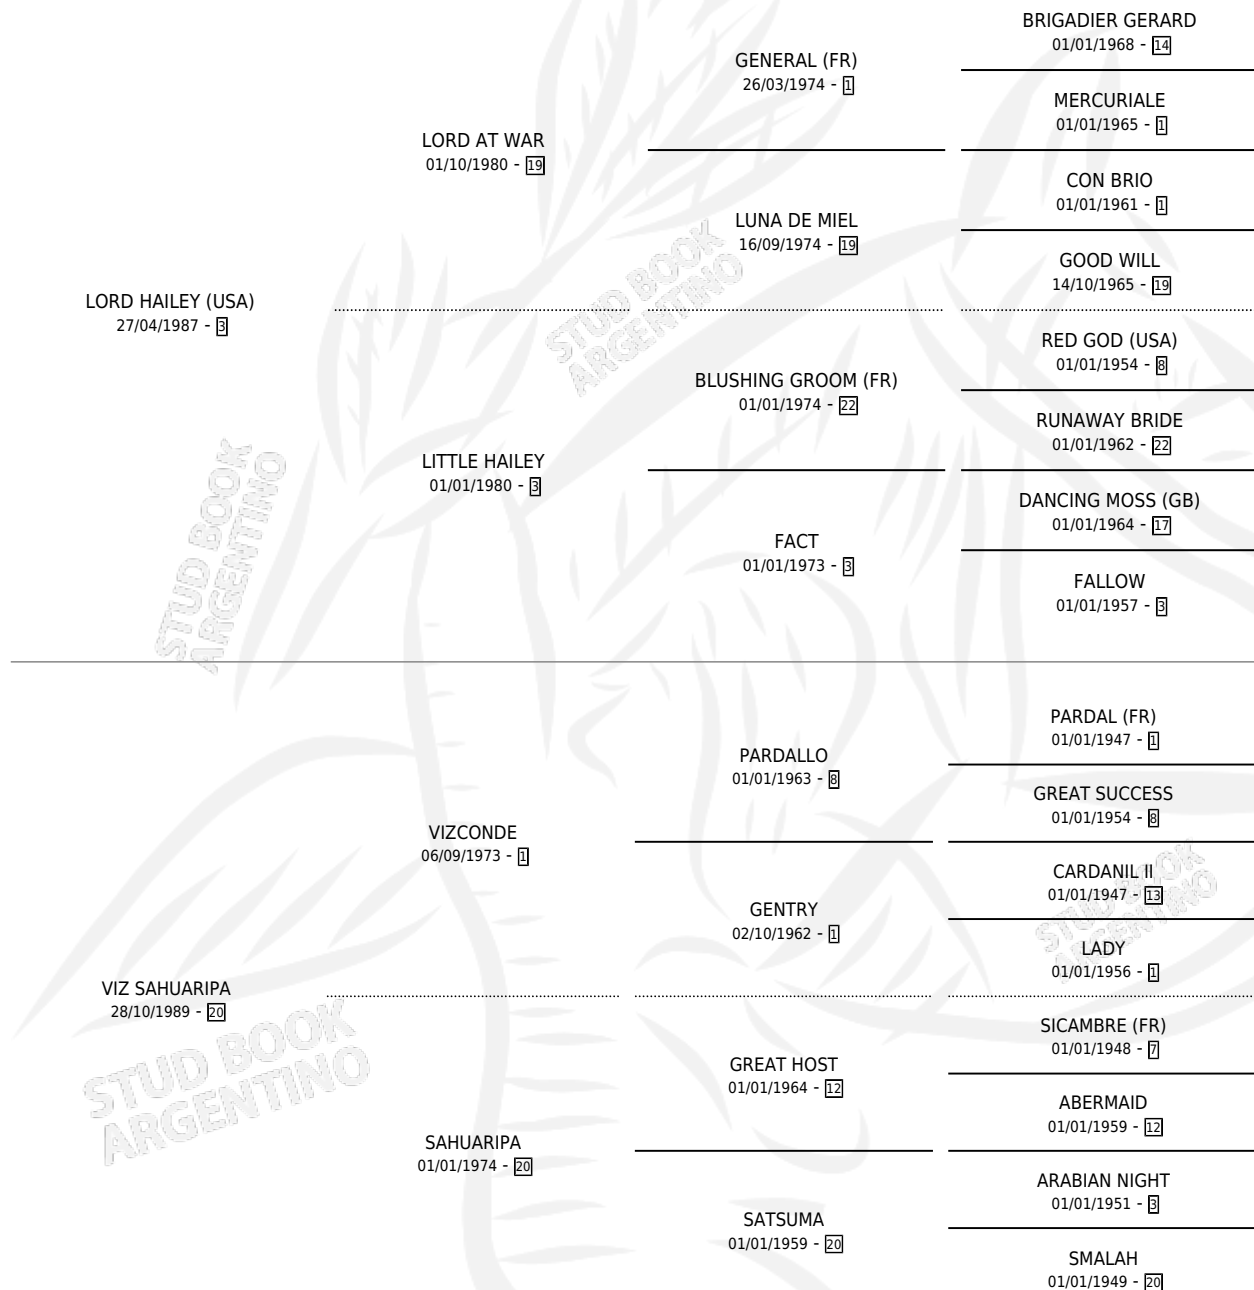 BRIGADIER GERARD
01/01/1968 - 14
GENERAL (FR)
26/03/1974 - 1
MERCURIALE
01/01/1965 - 1
LORD AT WAR
01/10/1980 - 19
CON BRIO
01/01/1961 - 1
LUNA DE MIEL
16/09/1974 - 19
GOOD WILL
14/10/1965 - 19
LORD HAILEY (USA)
27/04/1987 - 3
RED GOD (USA)
01/01/1954 - 8
BLUSHING GROOM (FR)
01/01/1974 - 22
RUNAWAY BRIDE
01/01/1962 - 22
LITTLE HAILEY
01/01/1980 - 3
DANCING MOSS (GB)
01/01/1964 - 17
FACT
01/01/1973 - 3
FALLOW
01/01/1957 - 3
PARDAL (FR)
01/01/1947 - 1
PARDALLO
01/01/1963 - 8
GREAT SUCCESS
01/01/1954 - 8
VIZCONDE
06/09/1973 - 1
CARDANIL II
01/01/1947 - 13
GENTRY
02/10/1962 - 1
LADY
01/01/1956 - 1
VIZ SAHUARIPA
28/10/1989 - 20
SICAMBRE (FR)
01/01/1948 - 7
GREAT HOST
01/01/1964 - 12
ABERMAID
01/01/1959 - 12
SAHUARIPA
01/01/1974 - 20
ARABIAN NIGHT
01/01/1951 - 3
SATSUMA
01/01/1959 - 20
SMALAH
01/01/1949 - 20
STUD BOOK
ARGENTINO
STUD BOOK
ARGENTINO
STUD BOOK
ARGENTINO
STUD BOOK
ARGENTINO